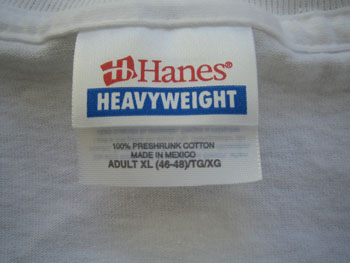 Hanes®
HEAVYWEIGHT
100% PRESHRUNK COTTON
MADE IN MEXICO
ADULT XL (46-48)/TG/XG